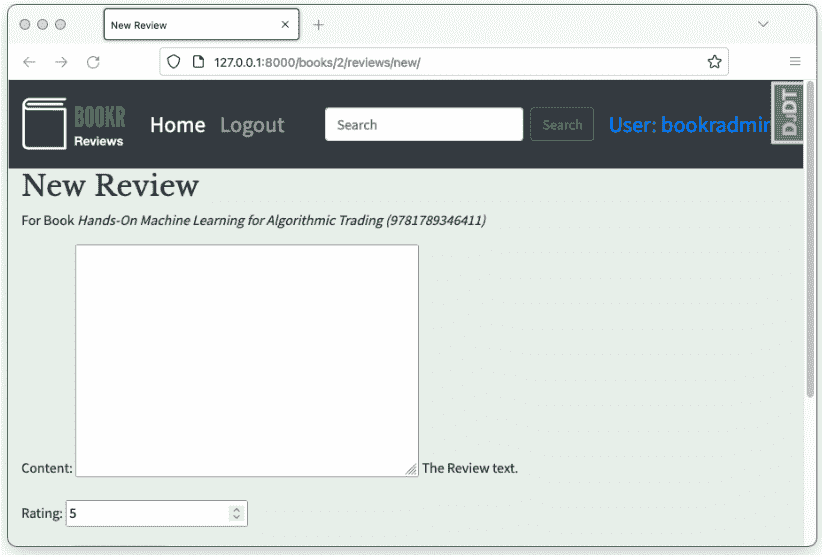 New Review
127.0.0.1:8000/books/2/reviews/new/
BOOKR
Reviews
Home
Logout
Search
Search
User: bookradmin
DJDT
New Review
For Book Hands-On Machine Learning for Algorithmic Trading (9781789346411)
Content:
The Review text.
Rating:
5